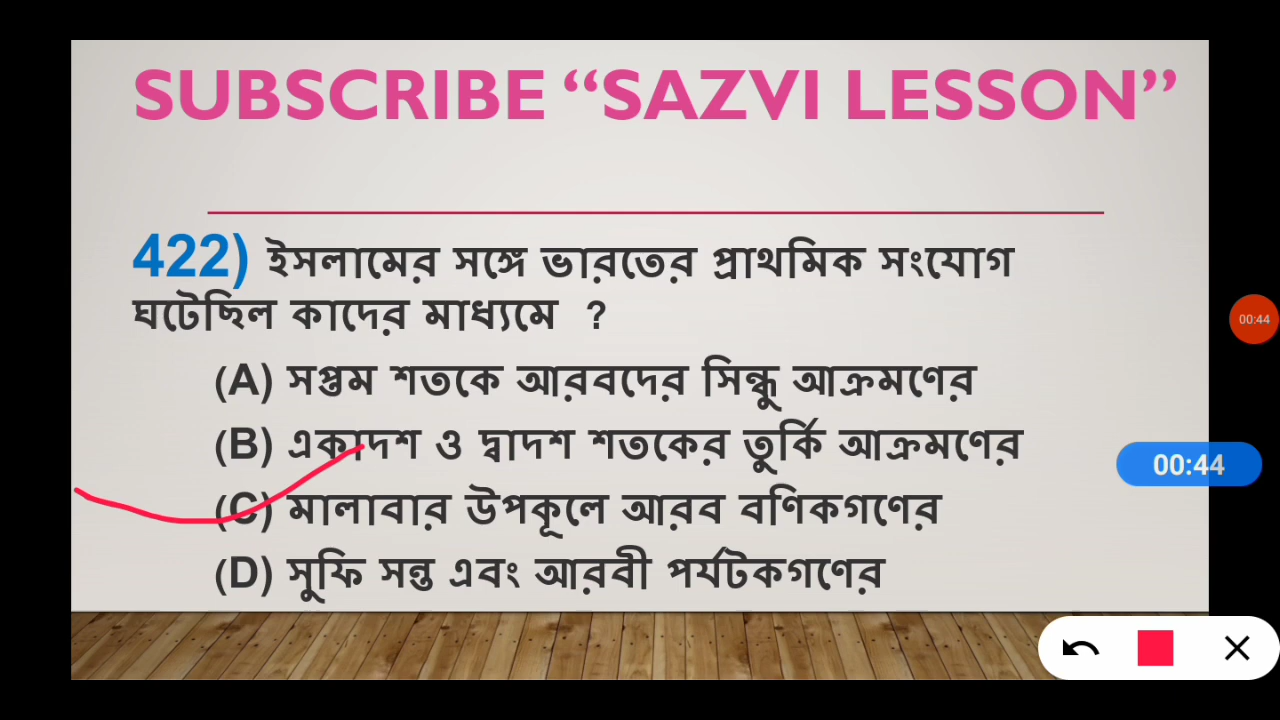 SUBSCRIBE “SAZVI LESSON”
422) ইসলামের সঙ্গে ভারতের প্রাথমিক সংযোগ
ঘটেছিল কাদের মাধ্যমে ?
(A) সপ্তম শতকে আরবদের সিন্ধু আক্রমণের
(B) একাদশ ও দ্বাদশ শতকের তুর্কি আক্রমণের
(C) মালাবার উপকূলে আরব বণিকগণের
(D) সুফি সন্ত এবং আরবী পর্যটকগণের
00:44
00:44